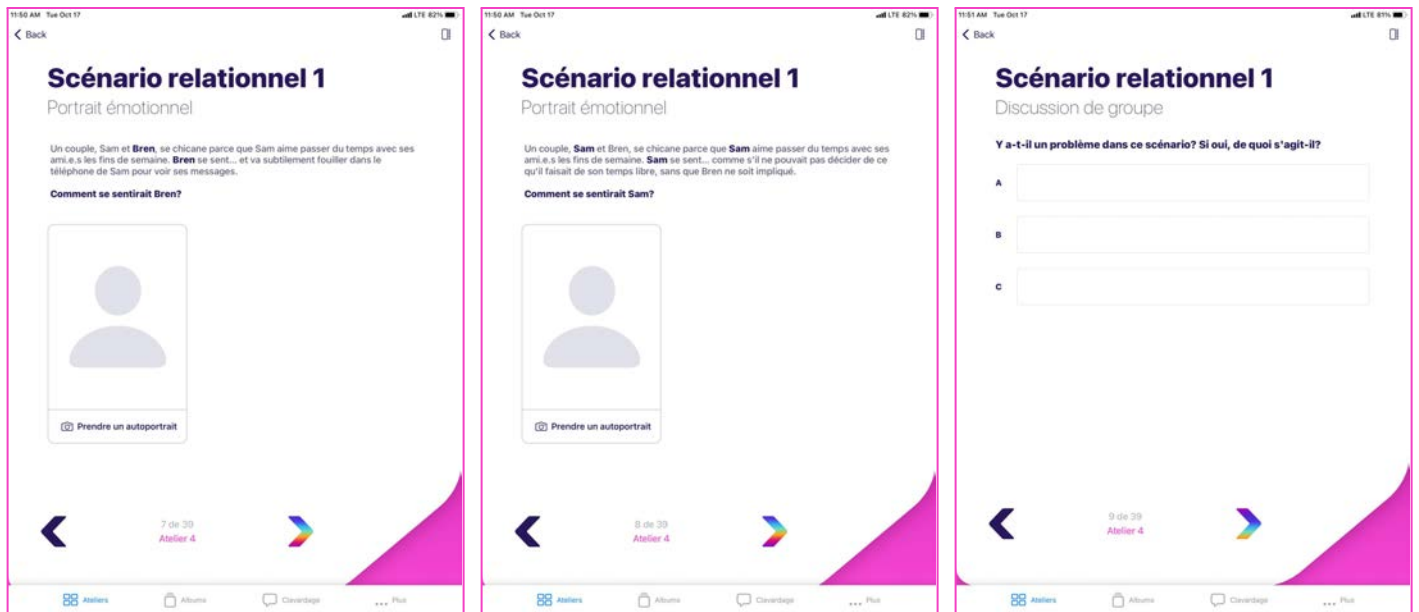 11:50 AM Tue Oct 17
LTE 82%
Back
Scénario relationnel 1
Portrait émotionnel
Un couple, Sam et Bren, se chicane parce que Sam aime passer du temps avec ses
ami.e.s les fins de semaine. Bren se sent... et va subtilement fouiller dans le
téléphone de Sam pour voir ses messages.
Comment se sentirait Bren?
Prendre un autoportrait
7 de 39
Atelier 4
Ateliers
Albums
Clavardage
Plus
11:50 AM Tue Oct 17
LTE 82%
Back
Scénario relationnel 1
Portrait émotionnel
Un couple, Sam et Bren, se chicane parce que Sam aime passer du temps avec ses
ami.e.s les fins de semaine. Sam se sent... comme s'il ne pouvait pas décider de ce
qu'il faisait de son temps libre, sans que Bren ne soit impliqué.
Comment se sentirait Sam?
Prendre un autoportrait
8 de 39
Atelier 4
Ateliers
Albums
Clavardage
Plus
11:51 AM Tue Oct 17
LTE 81%
Back
Scénario relationnel 1
Discussion de groupe
Y a-t-il un problème dans ce scénario? Si oui, de quoi s'agit-il?
A
B
C
9 de 39
Atelier 4
Ateliers
Albums
Clavardage
Plus